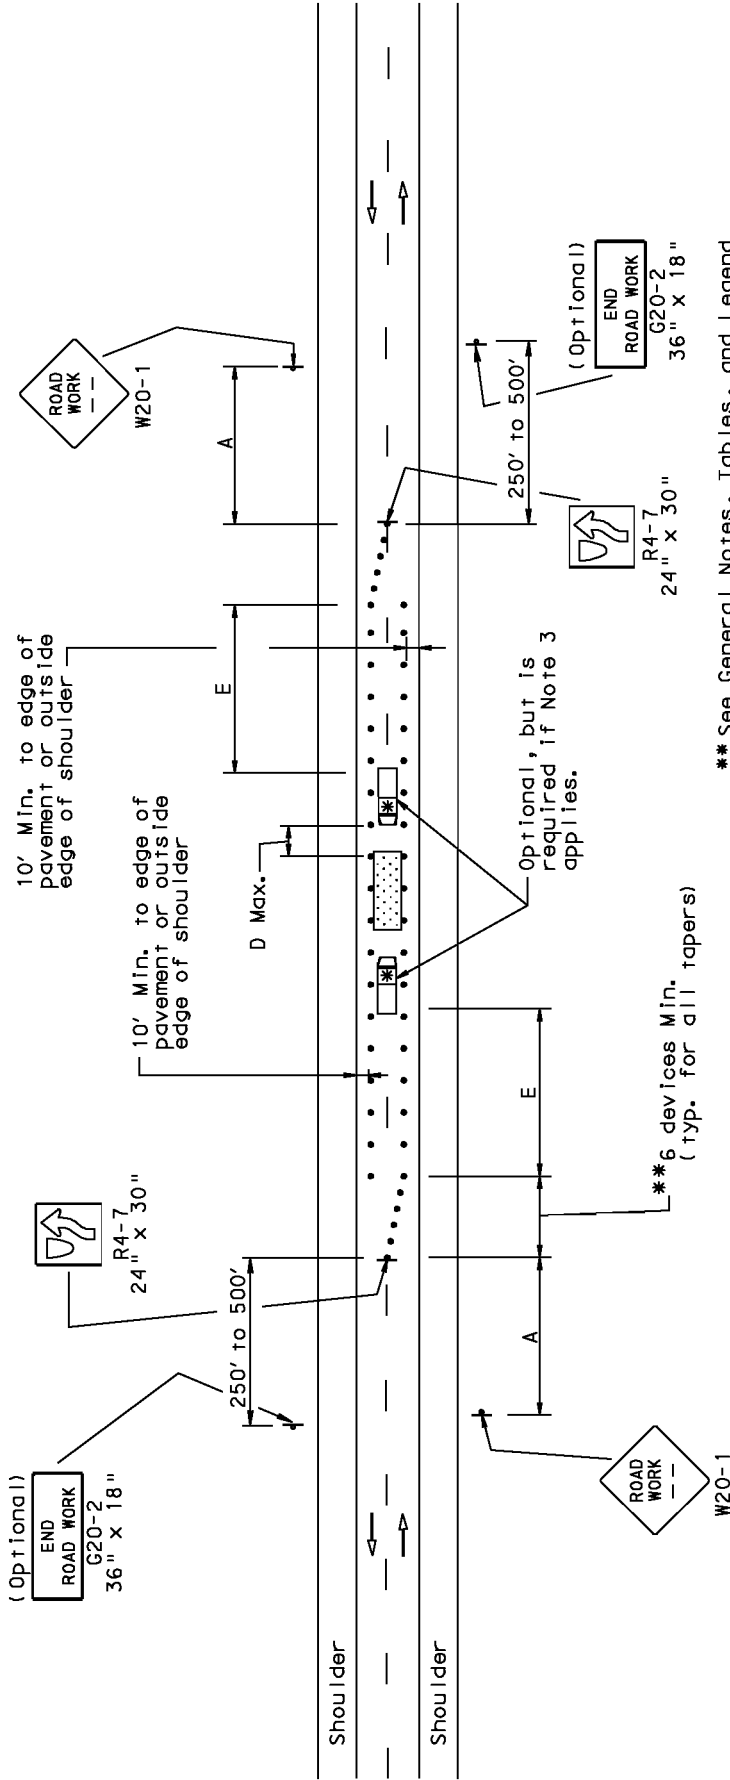 (Optional)
END
ROAD WORK
G20-2
36" x 18"
R4-7
24" x 30"
10' Min. to edge of
pavement or outside
edge of shoulder
10' Min. to edge of
pavement or outside
edge of shoulder
ROAD
WORK
W20-1
250' to 500'
D Max.
E
A
Shoulder
Shoulder
A
E
250' to 500'
ROAD
WORK
W20-1
**6 devices Min.
(typ. for all tapers)
Optional, but is
required if Note 3
applies.
R4-7
24" x 30"
(Optional)
END
ROAD WORK
G20-2
36" x 18"
** See General Notes, Tables, and Legend